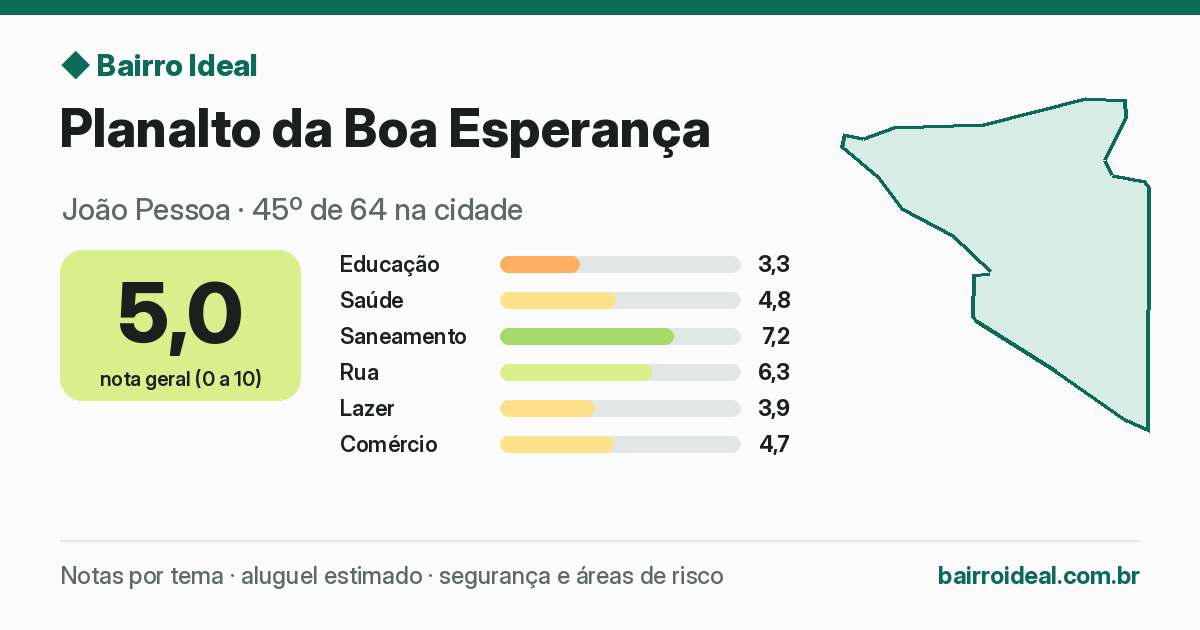 Bairro Ideal
Planalto da Boa Esperança
João Pessoa · 45º de 64 na cidade
5,0
nota geral (0 a 10)
Educação 3,3
Saúde 4,8
Saneamento 7,2
Rua 6,3
Lazer 3,9
Comércio 4,7
Notas por tema · aluguel estimado · segurança e áreas de risco
bairroideal.com.br